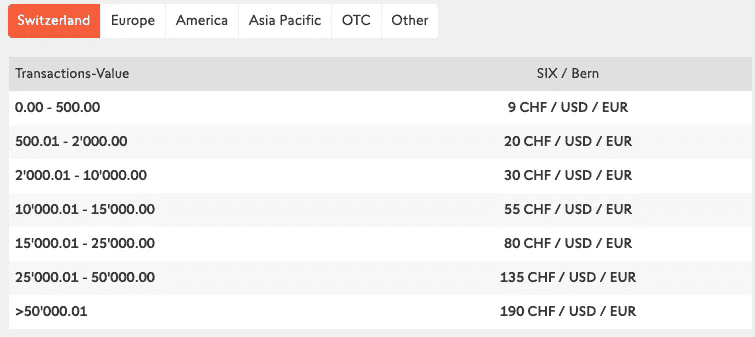 Switzerland Europe America Asia Pacific OTC Other
Transactions-Value SIX / Bern
0.00 - 500.00 9 CHF / USD / EUR
500.01 - 2'000.00 20 CHF / USD / EUR
2'000.01 - 10'000.00 30 CHF / USD / EUR
10'000.01 - 15'000.00 55 CHF / USD / EUR
15'000.01 - 25'000.00 80 CHF / USD / EUR
25'000.01 - 50'000.00 135 CHF / USD / EUR
>50'000.01 190 CHF / USD / EUR